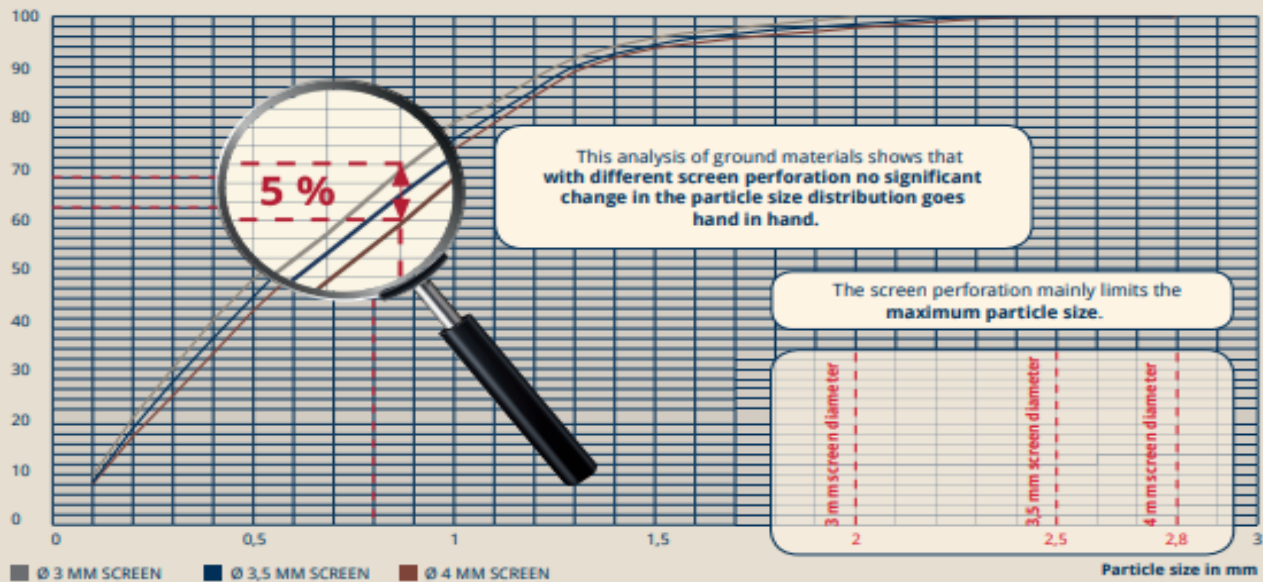 100
90
80
70
60
50
40
30
20
10
0
5 %
This analysis of ground materials shows that
with different screen perforation no significant
change in the particle size distribution goes
hand in hand.
The screen perforation mainly limits the
maximum particle size.
3 mm screen diameter
3,5 mm screen diameter
4 mm screen diameter
0 0,5 1 1,5 2 2,5 2,8 3
Ø 3 MM SCREEN Ø 3,5 MM SCREEN Ø 4 MM SCREEN
Particle size in mm